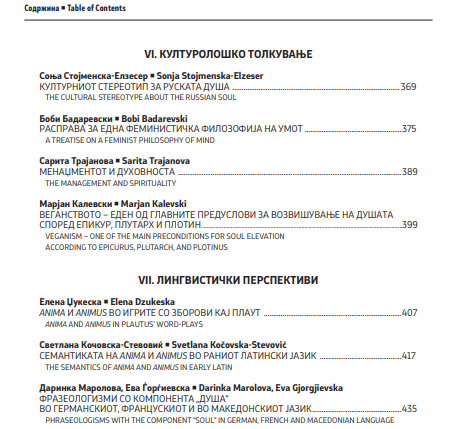 Содржина ■ Table of Contents
VI. КУЛТУРОЛОШКО ТОЛКУВАЊЕ
Соња Стојменска-Елзесер ■ Sonja Stojmenska-Elzeser
КУЛТУРНИОТ СТЕРЕОТИП ЗА РУСКАТА ДУША 369
THE CULTURAL STEREOTYPE ABOUT THE RUSSIAN SOUL
Боби Бадаревски ■ Bobi Badarevski
РАСПРАВА ЗА ЕДНА ФЕМИНИСТИЧКА ФИЛОЗОФИЈА НА УМОТ 375
A TREATISE ON A FEMINIST PHILOSOPHY OF MIND
Сарита Трајанова ■ Sarita Trajanova
МЕНАЏМЕНТОТ И ДУХОВНОСТА 389
THE MANAGEMENT AND SPIRITUALITY
Марјан Калевски ■ Marjan Kalevski
ВЕГАНСТВОТО – ЕДЕН ОД ГЛАВНИТЕ ПРЕДУСЛОВИ ЗА ВОЗВИШУВАЊЕ НА ДУШАТА
СПОРЕД ЕПИКУР, ПЛУТАРХ И ПЛОТИН 399
VEGANISM – ONE OF THE MAIN PRECONDITIONS FOR SOUL ELEVATION
ACCORDING TO EPICURUS, PLUTARCH, AND PLOTINUS
VII. ЛИНГВИСТИЧКИ ПЕРСПЕКТИВИ
Елена Џукеска ■ Elena Dzukeska
ANIMA И ANIMUS ВО ИГРИТЕ СО ЗБОРОВИ КАЈ ПЛАУТ 407
ANIMA AND ANIMUS IN PLAUTUS' WORD-PLAYS
Светлана Кочовска-Стевовиќ ■ Svetlana Kočovska-Stevović
СЕМАНТИКАТА НА ANIMA И ANIMUS ВО РАНИОТ ЛАТИНСКИ ЈАЗИК 417
THE SEMANTICS OF ANIMA AND ANIMUS IN EARLY LATIN
Даринка Маролова, Ева Ѓорѓиевска ■ Darinka Marolova, Eva Gjorgjievska
ФРАЗЕОЛОГИЗМИ СО КОМПОНЕНТА „ДУША“
ВО ГЕРМАНСКИОТ, ФРАНЦУСКИОТ И ВО МАКЕДОНСКИОТ ЈАЗИК 435
PHRASEOLOGISMS WITH THE COMPONENT "SOUL" IN GERMAN, FRENCH AND MACEDONIAN LANGUAGE